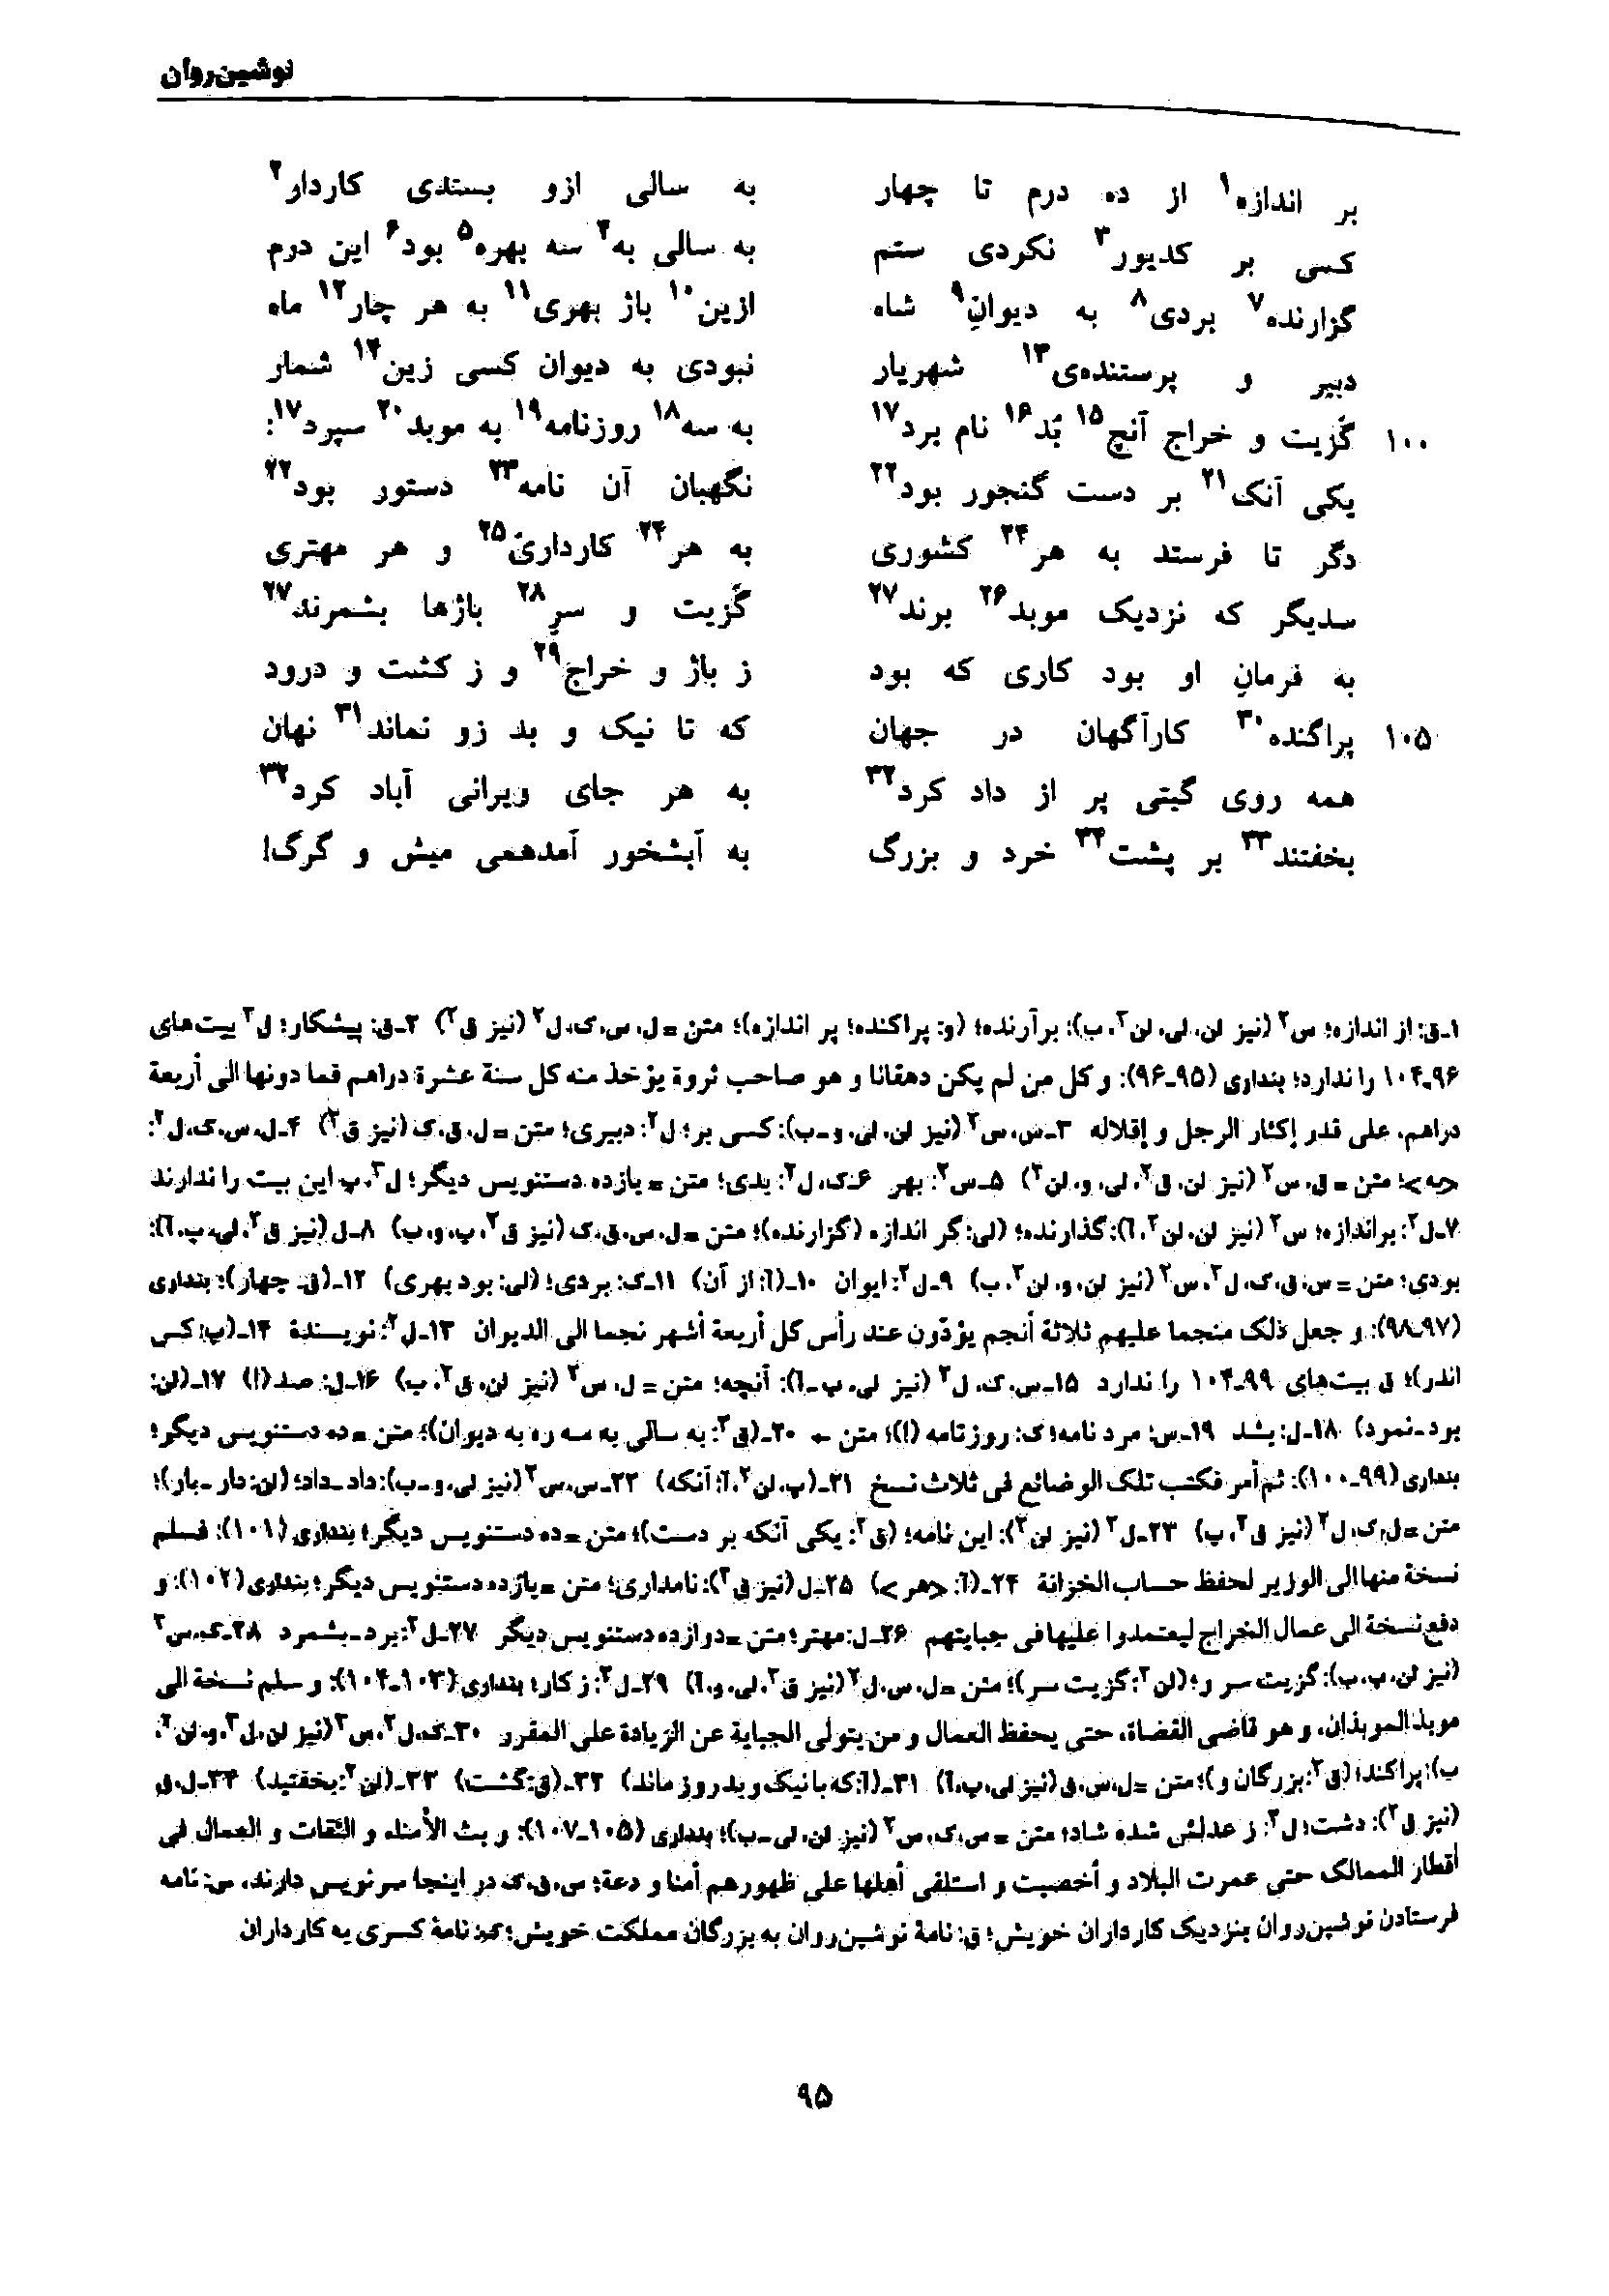 نوشین‌روان
بر اندازه۱ از ده درم تا چهار به سالی ازو بستدی کاردار۲
کسی بر کدیور۳ نکردی ستم به سالی به۴ سه بهره۵ بود۶ این درم
گزارنده۷ بردی۸ به دیوانِ۹ شاه ازین۱۰ باژ بهری۱۱ به هر چار۱۲ ماه
دبیر و پرستنده‌ی۱۳ شهریار نبودی به دیوان کسی زین۱۴ شمار
۱۰۰ گَزیت و خراج آنچ۱۵ بُد۱۶ نام برد۱۷ به سه۱۸ روزنامه۱۹ به موبد۲۰ سپرد۱۷:
یکی آنک۲۱ بر دست گنجور بود۲۲ نگهبان آن نامه۲۳ دستور بود۲۲
دگر تا فرستد به هر۲۴ کشوری به هر۲۴ کارداری۲۵ و هر مهتری
سدیگر که نزدیک موبد۲۶ برند۲۷ گَزیت و سرِ۲۸ باژها بشمرند۲۷
به فرمانِ او بود کاری که بود ز باژ و خراج۲۹ و ز کشت و درود
۱۰۵ پراگنده۳۰ کارآگهان در جهان که تا نیک و بد زو نماند۳۱ نهان
همه روی گیتی پر از داد کرد۳۲ به هر جای ویرانی آباد کرد۳۲
بخفتند۳۳ بر پشت۳۴ خرد و بزرگ به آبشخور آمدهمی میش و گرگ!
۱ـ ق: از اندازه؛ س۲ (نیز لن، لی، لن۲، ب): برآرنده؛ (و: پراکنده؛ پر اندازه)؛ متن = ل، س، ک، ل۲ (نیز ق۲) ۲ـ ق: پیشکار؛ ل۳ بیت‌های
۹۶ـ۱۰۴ را ندارد؛ بنداری (۹۵ـ۹۶): و کل من لم یکن دهقانا و هو صاحب ثروة یؤخذ منه کل سنة عشرة دراهم فما دونها الی أربعة
دراهم، علی قدر إکثار الرجل و إقلاله ۳ـ س، س۲ (نیز لن، لی، و ـ ب): کسی بر؛ ل۲: دبیری؛ متن = ل، ق، ک (نیز ق۲) ۴ـ ل، س، ک، ل۲:
<به>؛ متن = ق، س۲ (نیز لن، ق۲، لی، و، لن۲) ۵ـ س۲: بهر ۶ـ ک، ل۲: بدی؛ متن = یازده دستنویس دیگر؛ ل۳، پ این بیت را ندارند
۷ـ ل۲: براندازه؛ س۲ (نیز لن، لن۲، آ): گذارنده؛ (لی: گر اندازه (گزارنده)؛ متن = ل، س، ق، ک (نیز ق۲، پ، و، ب) ۸ـ ل (نیز ق۲، لی، پ، آ):
بودی؛ متن = س، ق، ک، ل۲، س۲ (نیز لن، و، لن۲، ب) ۹ـ ل۲: ایوان ۱۰ـ (آ: از آن) ۱۱ـ ک: بردی؛ (لی: بود بهری) ۱۲ـ (ق: چهار)؛ بنداری
(۹۷ـ۹۸): و جعل ذلک منجما علیهم ثلاثة أنجم یؤدّون عند رأس کل أربعة أشهر نجما الی الدیوان ۱۳ـ ل۲: نویسندهٔ ۱۴ـ (پ: کس
اندر)؛ ق بیت‌های ۹۹ـ۱۰۴ را ندارد ۱۵ـ س، ک، ل۲ (نیز لی، پ ـ آ): آنچه؛ متن = ل، س۲ (نیز لن، ق۲، ب) ۱۶ـ ل: صد (!) ۱۷ـ (لن:
برد ـ نمرد) ۱۸ـ ل: بشد ۱۹ـ س: مرد نامه؛ ک: روز نامه (!)؛ متن ← ۲۰ـ (ق۲: به سالی به سه ره به دیوان)؛ متن = ده دستنویس دیگر؛
بنداری (۹۹ـ۱۰۰): ثم أمر فکتب تلک الوضائع فی ثلاث نسخ ۲۱ـ (پ، لن۲، آ: آنکه) ۲۲ـ س، س۲ (نیز لی، و ـ ب): داد ـ داد؛ (لن: دار ـ بار)؛
متن = ل، ک، ل۲ (نیز ق۲، پ) ۲۳ـ ل۲ (نیز لن۲): این نامه؛ (ق۲: یکی آنکه بر دست)؛ متن = ده دستنویس دیگر؛ بنداری (۱۰۱): فسلم
نسخة منها الی الوزیر لحفظ حساب الخزانة ۲۴ـ (آ: <هر>) ۲۵ـ ل (نیز ق۲): نامداری؛ متن = یازده دستنویس دیگر؛ بنداری (۱۰۲): و
دفع نسخة الی عمال الخراج لیعتمدوا علیها فی جبایتهم ۲۶ـ ل: مهتر؛ متن = دوازده دستنویس دیگر ۲۷ـ ل۲: برد ـ بشمرد ۲۸ـ ک، س۲
(نیز لن، پ، ب): گزیت سر و؛ (لن۲: گزیت سر)؛ متن = ل، س، ل۲ (نیز ق۲، لی، و، آ) ۲۹ـ ل۲: ز کار؛ بنداری (۱۰۳ـ۱۰۴): و سلم نسخة الی
موبذ الموبذان، و هو قاضی القضاة، حتی یحفظ العمال و من یتولی الجبایة عن الزیادة علی المقرر ۳۰ـ ک، ل۲، س۲ (نیز لن، ل۳، و، لن۲،
ب): پراکند؛ (ق۲: بزرگان و)؛ متن = ل، س، ق (نیز لی، پ، آ) ۳۱ـ (آ: که با نیک و بد روز ماند) ۳۲ـ (ق: گشت) ۳۳ـ (لن۲: بخفتید) ۳۴ـ ل، ق
(نیز ق۲): دشت؛ ل۲: ز عدلش شده شاد؛ متن = س، ک، س۲ (نیز لن، لی ـ ب)؛ بنداری (۱۰۵ـ۱۰۷): و بث الأمناء و الثقات و العمال فی
أقطار الممالک حتی عمرت البلاد و أخصبت و استلقی أهلها علی ظهورهم أمنا و دعة؛ س، ق، ک در اینجا سرنویس دارند، س: نامه
فرستادن نوشین‌روان بنزدیک کارداران خویش؛ ق: نامهٔ نوشین‌روان به بزرگان مملکت خویش؛ ک: نامهٔ کسری به کارداران
۹۵